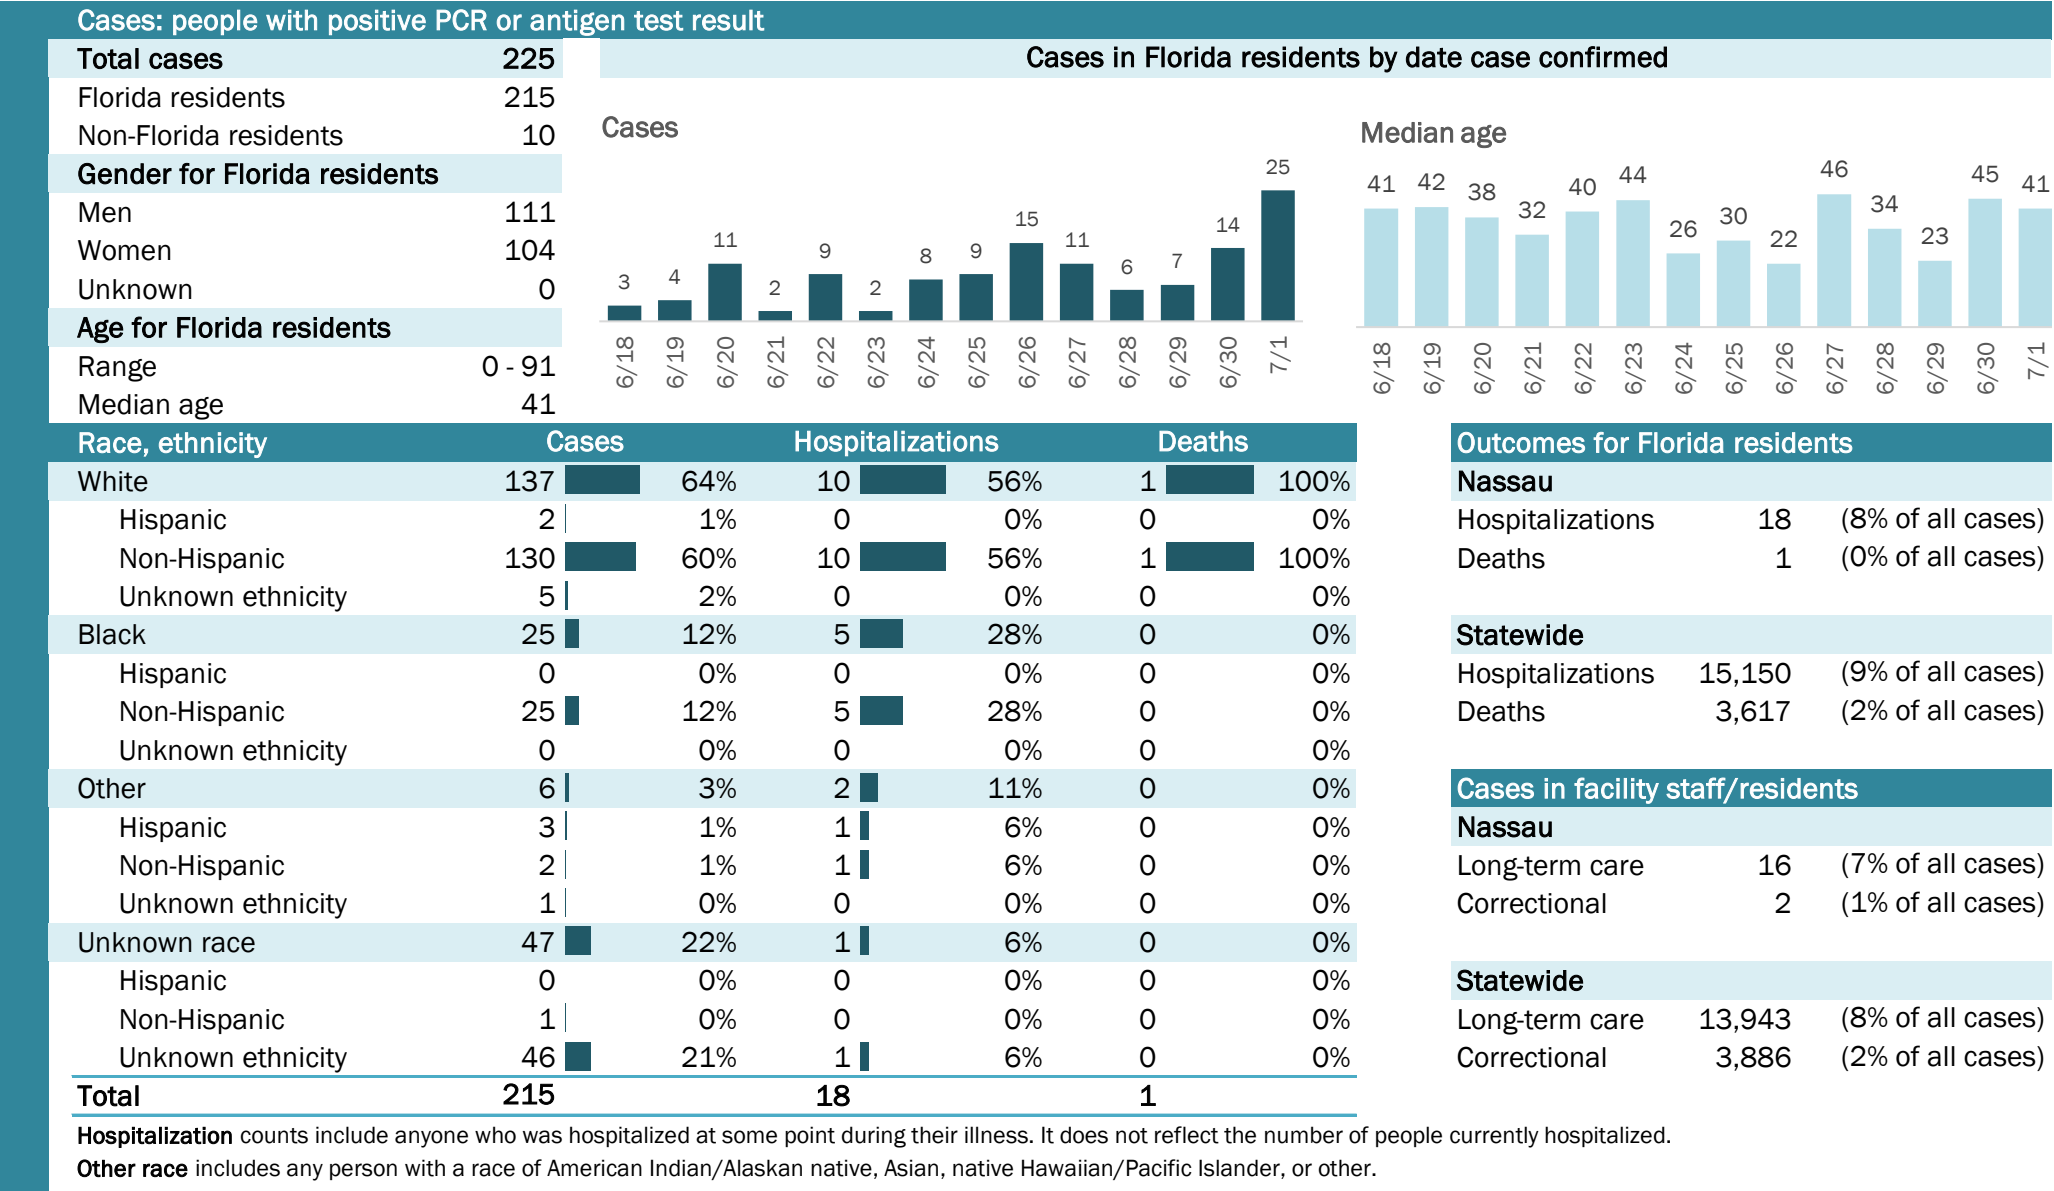 Cases: people with positive PCR or antigen test result
Total cases 225
Florida residents 215
Non-Florida residents 10
Gender for Florida residents
Men 111
Women 104
Unknown 0
Age for Florida residents
Range 0 - 91
Median age 41
Cases in Florida residents by date case confirmed
Cases
3 4 11 2 9 2 8 9 15 11 6 7 14 25
6/18 6/19 6/20 6/21 6/22 6/23 6/24 6/25 6/26 6/27 6/28 6/29 6/30 7/1
Median age
41 42 38 32 40 44 26 30 22 46 34 23 45 41
6/18 6/19 6/20 6/21 6/22 6/23 6/24 6/25 6/26 6/27 6/28 6/29 6/30 7/1
Race, ethnicity Cases Hospitalizations Deaths
White 137 64% 10 56% 1 100%
Hispanic 2 1% 0 0% 0 0%
Non-Hispanic 130 60% 10 56% 1 100%
Unknown ethnicity 5 2% 0 0% 0 0%
Black 25 12% 5 28% 0 0%
Hispanic 0 0% 0 0% 0 0%
Non-Hispanic 25 12% 5 28% 0 0%
Unknown ethnicity 0 0% 0 0% 0 0%
Other 6 3% 2 11% 0 0%
Hispanic 3 1% 1 6% 0 0%
Non-Hispanic 2 1% 1 6% 0 0%
Unknown ethnicity 1 0% 0 0% 0 0%
Unknown race 47 22% 1 6% 0 0%
Hispanic 0 0% 0 0% 0 0%
Non-Hispanic 1 0% 0 0% 0 0%
Unknown ethnicity 46 21% 1 6% 0 0%
Total 215 18 1
Outcomes for Florida residents
Nassau
Hospitalizations 18 (8% of all cases)
Deaths 1 (0% of all cases)
Statewide
Hospitalizations 15,150 (9% of all cases)
Deaths 3,617 (2% of all cases)
Cases in facility staff/residents
Nassau
Long-term care 16 (7% of all cases)
Correctional 2 (1% of all cases)
Statewide
Long-term care 13,943 (8% of all cases)
Correctional 3,886 (2% of all cases)
Hospitalization counts include anyone who was hospitalized at some point during their illness. It does not reflect the number of people currently hospitalized.
Other race includes any person with a race of American Indian/Alaskan native, Asian, native Hawaiian/Pacific Islander, or other.